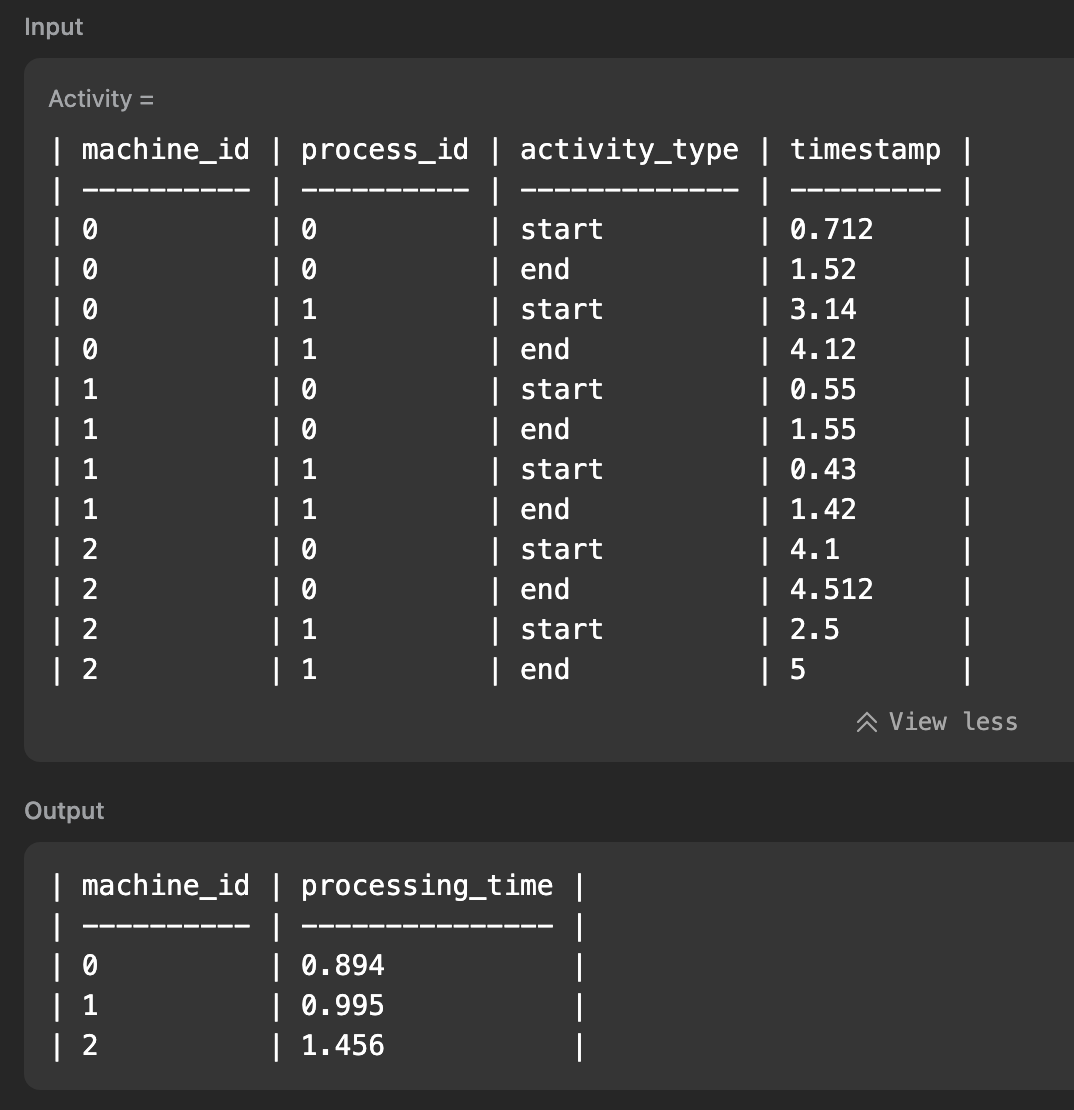 Input
Activity =
| machine_id | process_id | activity_type | timestamp |
| ---------- | ---------- | ------------- | --------- |
| 0          | 0          | start         | 0.712     |
| 0          | 0          | end           | 1.52      |
| 0          | 1          | start         | 3.14      |
| 0          | 1          | end           | 4.12      |
| 1          | 0          | start         | 0.55      |
| 1          | 0          | end           | 1.55      |
| 1          | 1          | start         | 0.43      |
| 1          | 1          | end           | 1.42      |
| 2          | 0          | start         | 4.1       |
| 2          | 0          | end           | 4.512     |
| 2          | 1          | start         | 2.5       |
| 2          | 1          | end           | 5         |
View less
Output
| machine_id | processing_time |
| ---------- | --------------- |
| 0          | 0.894           |
| 1          | 0.995           |
| 2          | 1.456           |